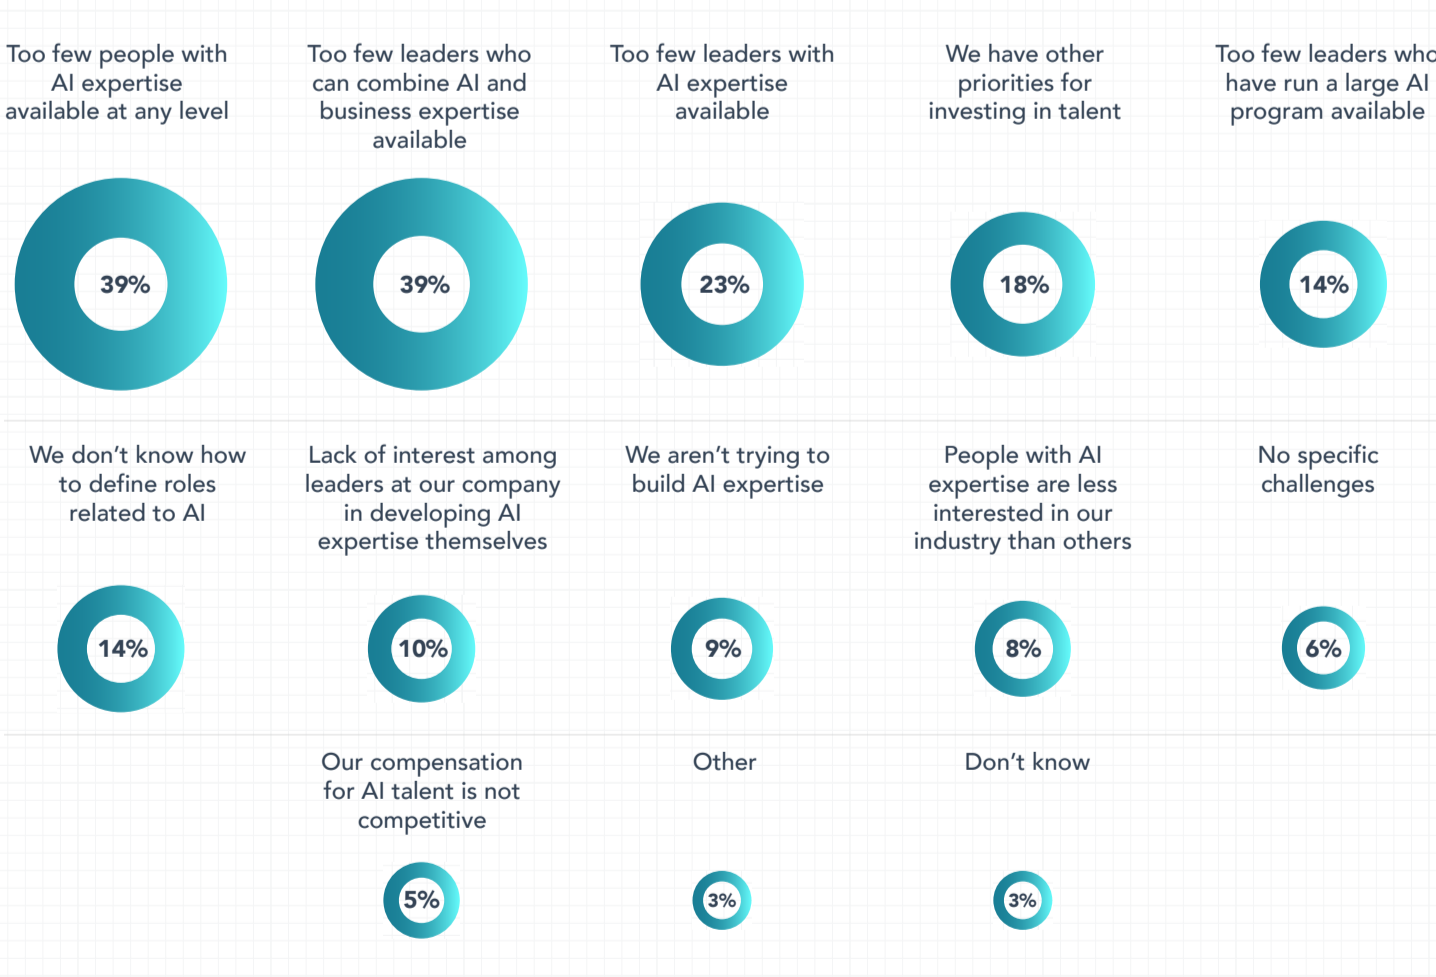 Too few people with
AI expertise
available at any level
Too few leaders who
can combine AI and
business expertise
available
Too few leaders with
AI expertise
available
We have other
priorities for
investing in talent
Too few leaders who
have run a large AI
program available
39%
39%
23%
18%
14%
We don’t know how
to define roles
related to AI
Lack of interest among
leaders at our company
in developing AI
expertise themselves
We aren’t trying to
build AI expertise
People with AI
expertise are less
interested in our
industry than others
No specific
challenges
14%
10%
9%
8%
6%
Our compensation
for AI talent is not
competitive
Other
Don’t know
5%
3%
3%